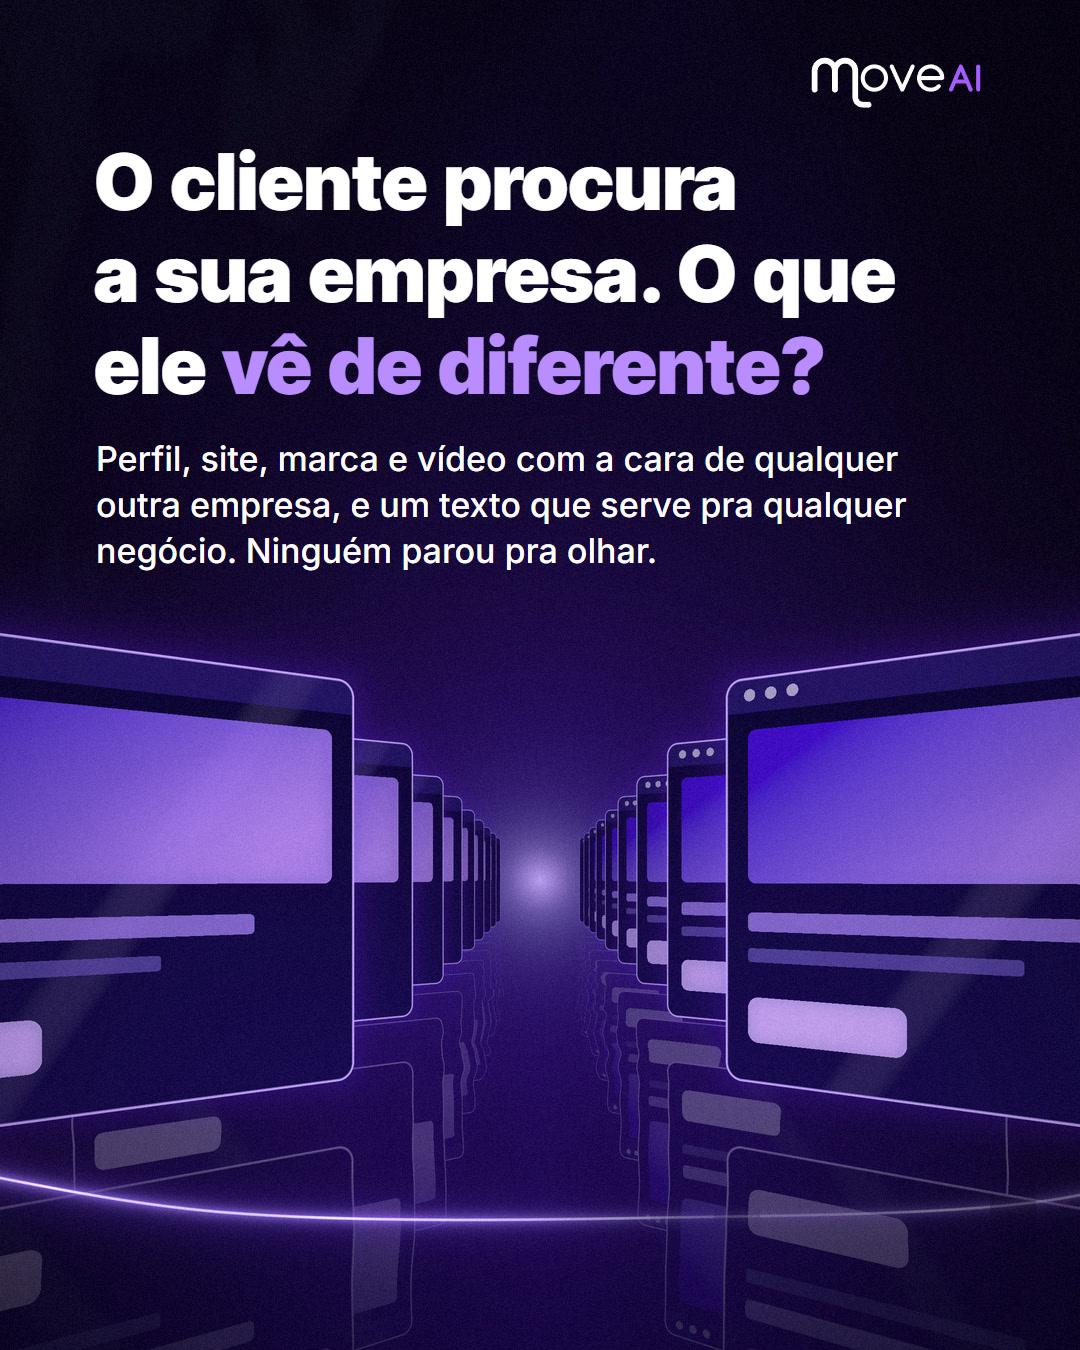 moveAI
O cliente procura
a sua empresa. O que
ele vê de diferente?
Perfil, site, marca e vídeo com a cara de qualquer
outra empresa, e um texto que serve pra qualquer
negócio. Ninguém parou pra olhar.